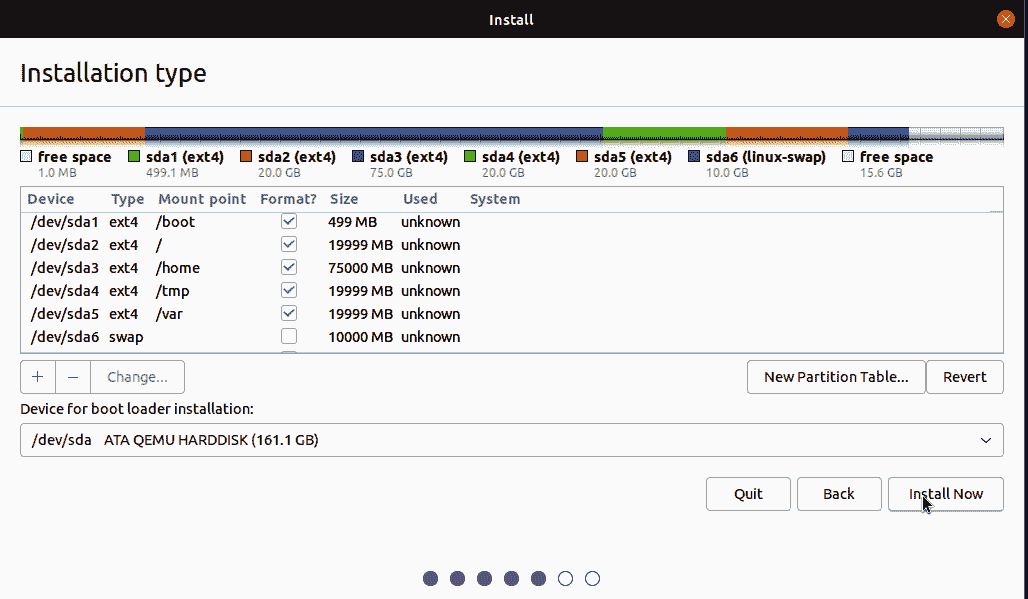 Install
Installation type
free space sda1 (ext4) sda2 (ext4) sda3 (ext4) sda4 (ext4) sda5 (ext4) sda6 (linux-swap) free space
1.0 MB 499.1 MB 20.0 GB 75.0 GB 20.0 GB 20.0 GB 10.0 GB 15.6 GB
Device Type Mount point Format? Size Used System
/dev/sda1 ext4 /boot 499 MB unknown
/dev/sda2 ext4 / 19999 MB unknown
/dev/sda3 ext4 /home 75000 MB unknown
/dev/sda4 ext4 /tmp 19999 MB unknown
/dev/sda5 ext4 /var 19999 MB unknown
/dev/sda6 swap 10000 MB unknown
+ − Change... New Partition Table... Revert
Device for boot loader installation:
/dev/sda ATA QEMU HARDDISK (161.1 GB)
Quit Back Install Now